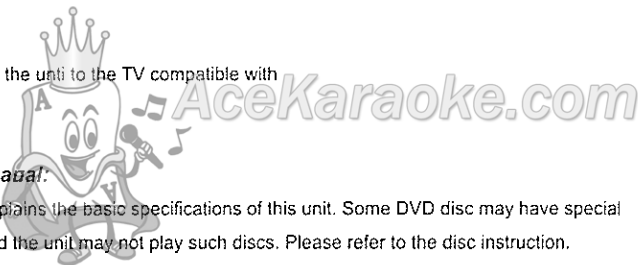 the unti to the TV compatible with
AceKaraoke.com
A
anual:
plains the basic specifications of this unit. Some DVD disc may have special
d the unit may not play such discs. Please refer to the disc instruction.